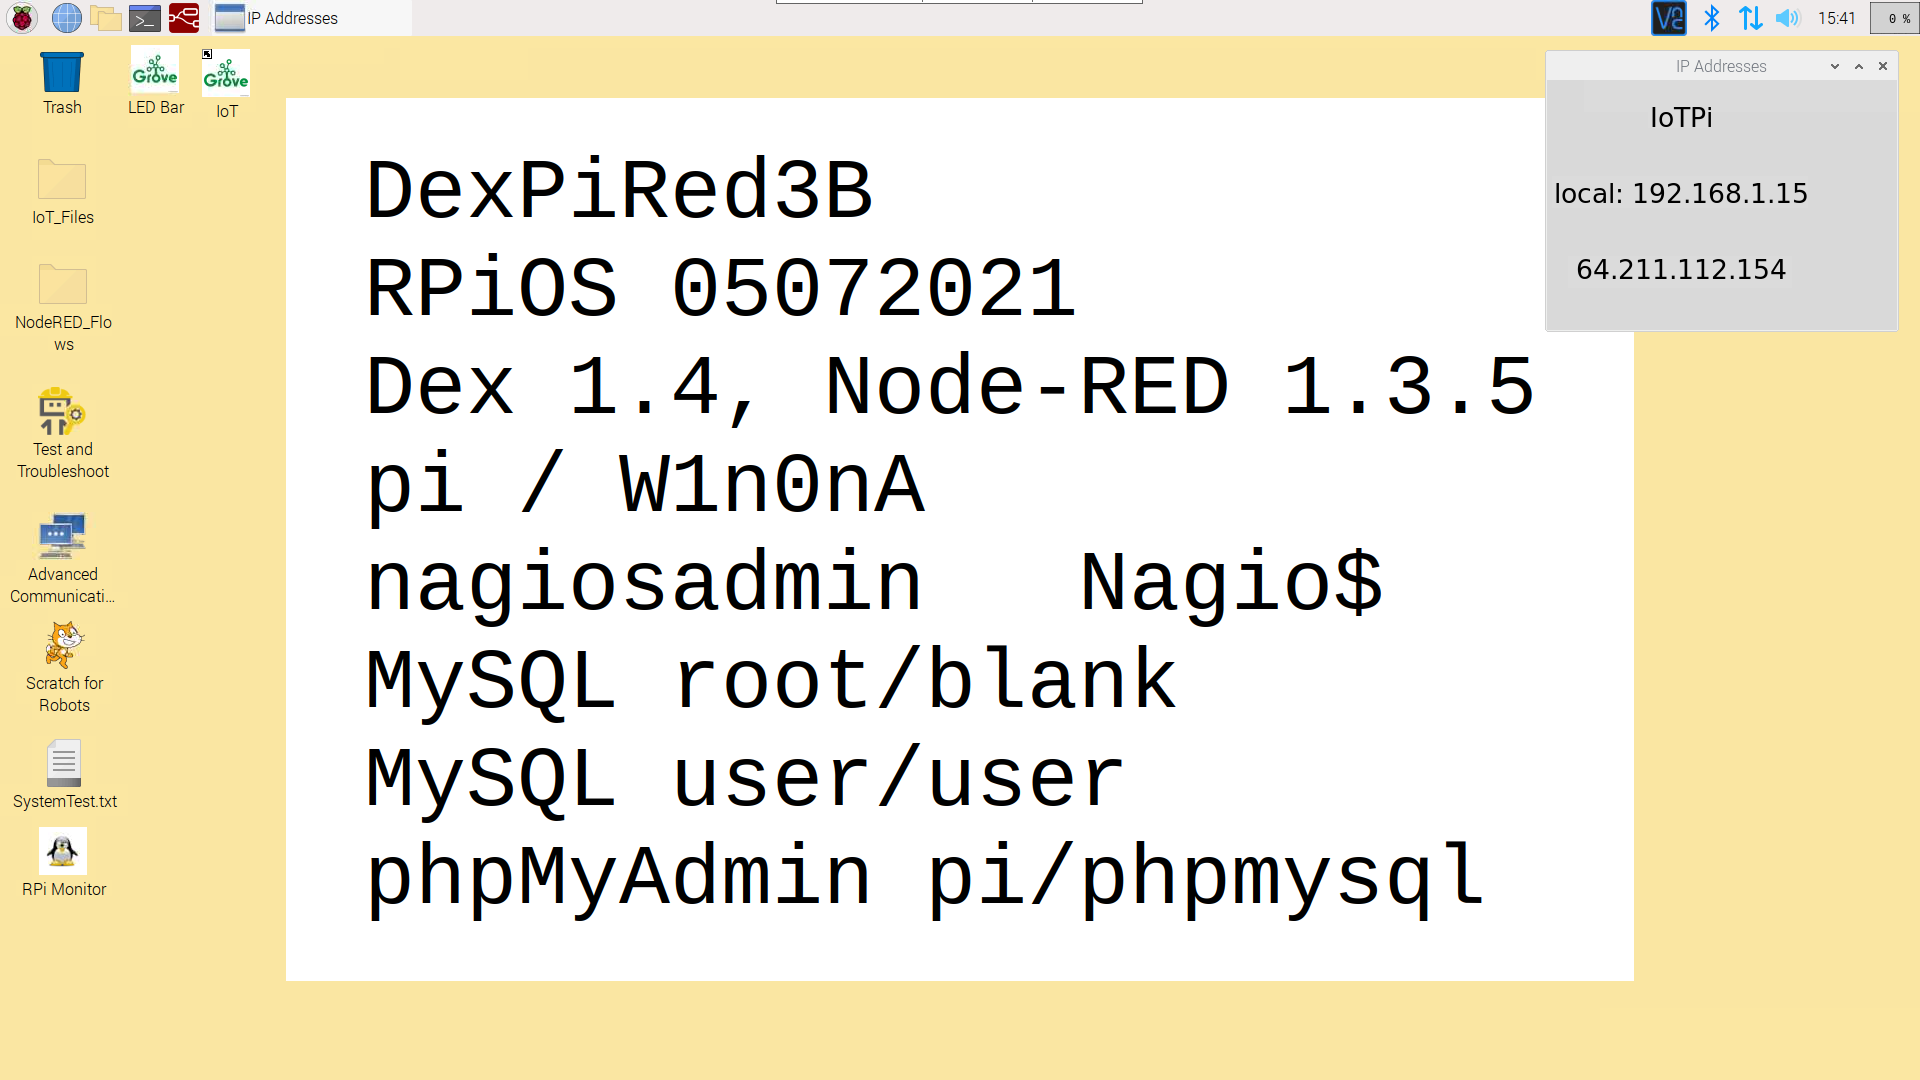 IP Addresses
15:41
0 %
Trash
Grove
LED Bar
Grove
IoT
IoT_Files
NodeRED_Flo
ws
Test and
Troubleshoot
Advanced
Communicati...
Scratch for
Robots
SystemTest.txt
RPi Monitor
DexPiRed3B
RPiOS 05072021
Dex 1.4, Node-RED 1.3.5
pi / W1n0nA
nagiosadmin   Nagio$
MySQL root/blank
MySQL user/user
phpMyAdmin pi/phpmysql
IP Addresses
IoTPi
local: 192.168.1.15
64.211.112.154